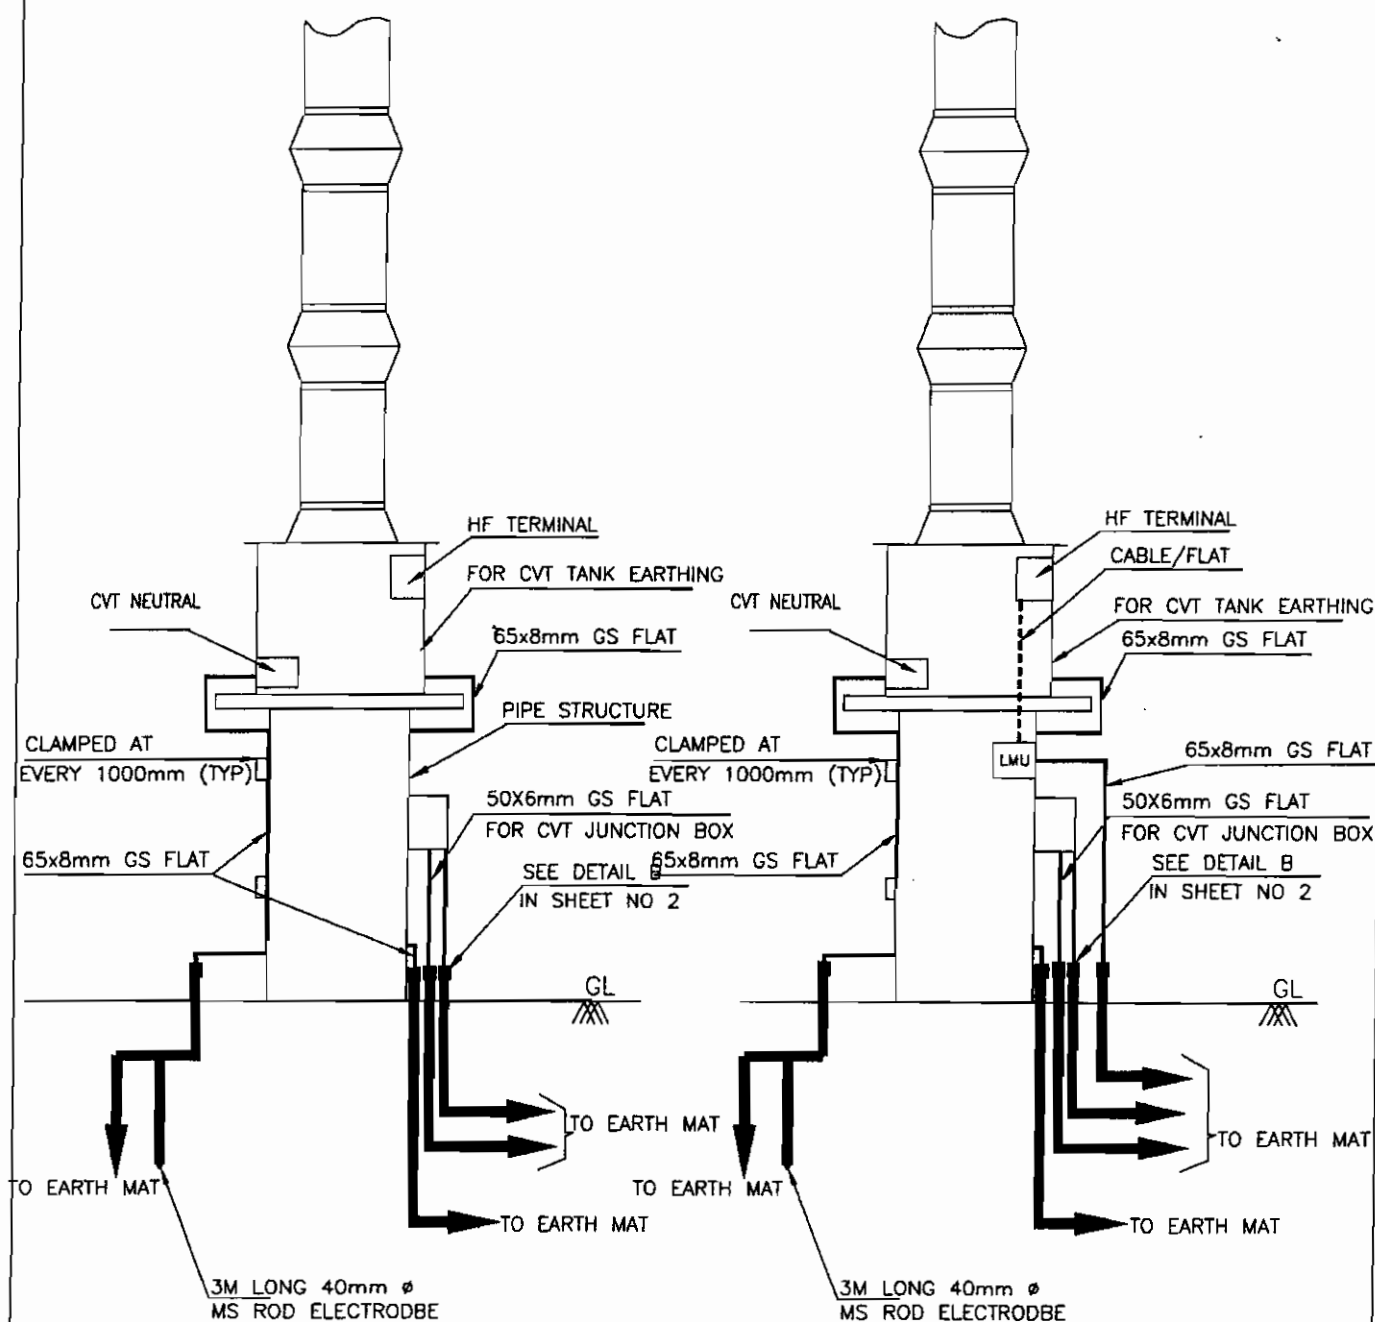 HF TERMINAL
FOR CVT TANK EARTHING
CVT NEUTRAL
65x8mm GS FLAT
PIPE STRUCTURE
CLAMPED AT
EVERY 1000mm (TYP)
50X6mm GS FLAT
FOR CVT JUNCTION BOX
65x8mm GS FLAT
SEE DETAIL B
IN SHEET NO 2
GL
TO EARTH MAT
TO EARTH MAT
TO EARTH MAT
3M LONG 40mm ø
MS ROD ELECTRODBE
HF TERMINAL
CABLE/FLAT
CVT NEUTRAL
FOR CVT TANK EARTHING
65x8mm GS FLAT
CLAMPED AT
EVERY 1000mm (TYP)
LMU
65x8mm GS FLAT
50X6mm GS FLAT
FOR CVT JUNCTION BOX
65x8mm GS FLAT
SEE DETAIL B
IN SHEET NO 2
GL
TO EARTH MAT
TO EARTH MAT
TO EARTH MAT
3M LONG 40mm ø
MS ROD ELECTRODBE